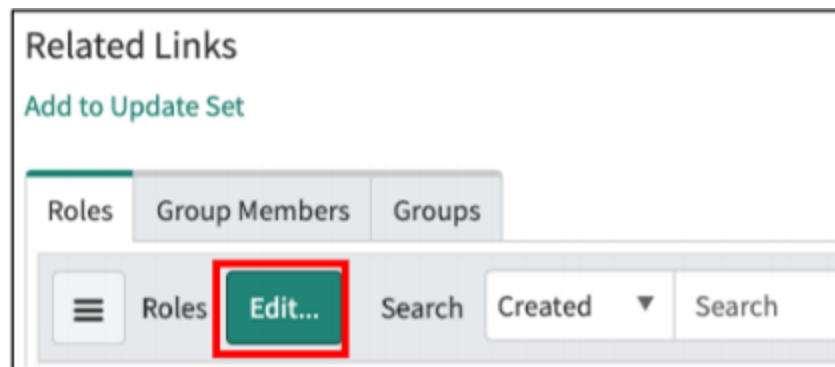 Related Links
Add to Update Set
Roles Group Members Groups
Roles Edit... Search Created Search